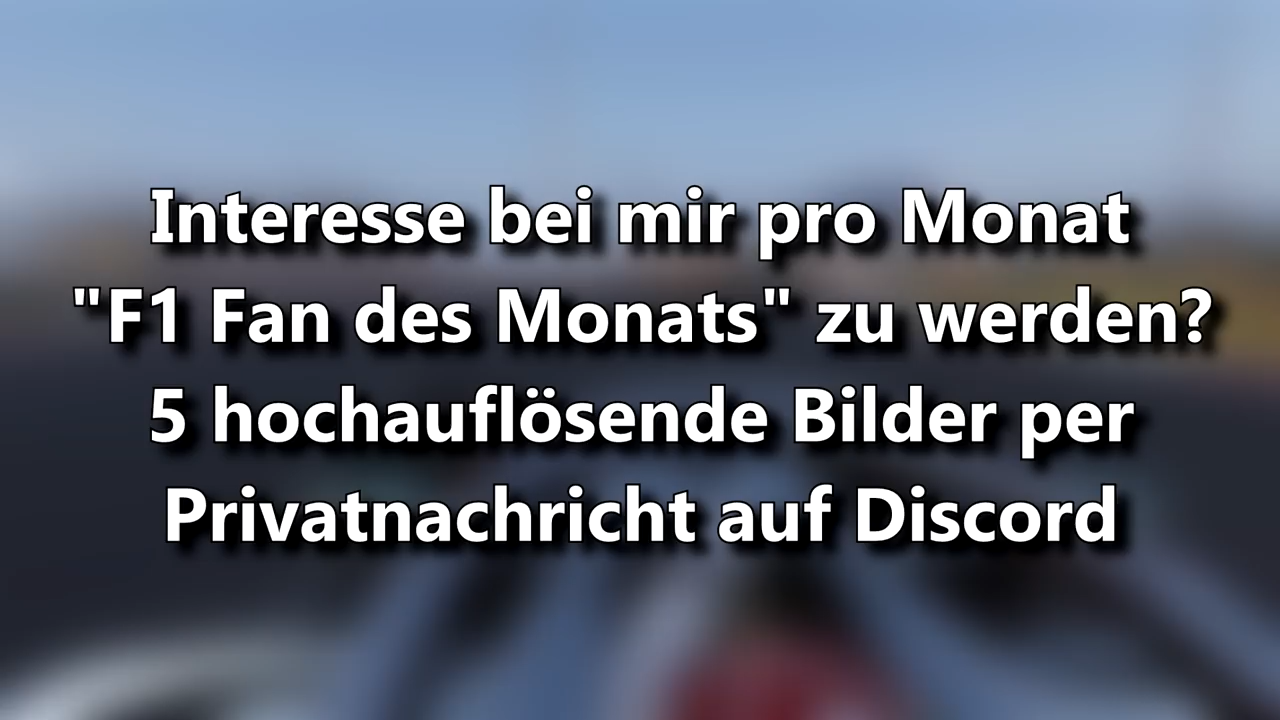 Interesse bei mir pro Monat
"F1 Fan des Monats" zu werden?
5 hochauflösende Bilder per
Privatnachricht auf Discord